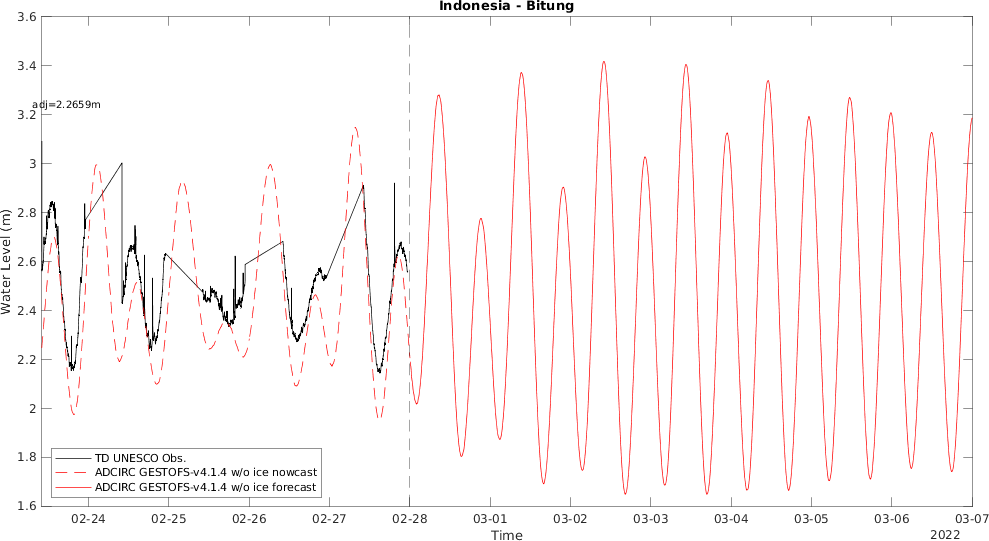 Indonesia - Bitung
3.6
3.4
adj=2.2659m
3.2
3
2.8
2.6
2.4
2.2
2
1.8
1.6
Water Level (m)
TD UNESCO Obs.
ADCIRC GESTOFS-v4.1.4 w/o ice nowcast
ADCIRC GESTOFS-v4.1.4 w/o ice forecast
02-24 02-25 02-26 02-27 02-28 03-01 03-02 03-03 03-04 03-05 03-06 03-07
Time
2022